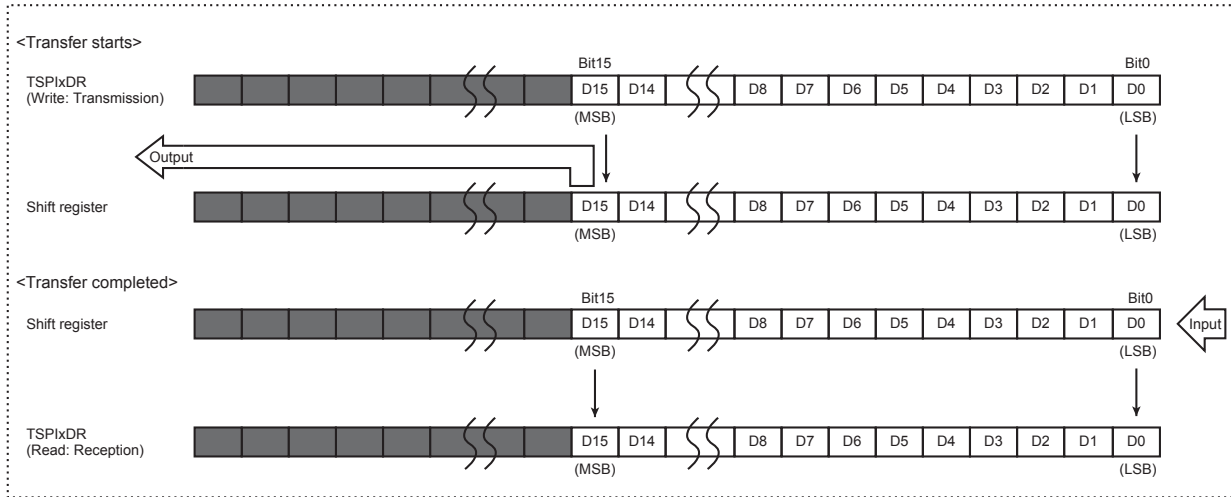 <Transfer starts>
Bit15 Bit0
TSPIxDR
(Write: Transmission)
D15 D14 D8 D7 D6 D5 D4 D3 D2 D1 D0
(MSB) (LSB)
Output
Shift register
D15 D14 D8 D7 D6 D5 D4 D3 D2 D1 D0
(MSB) (LSB)
<Transfer completed>
Bit15 Bit0
Shift register
D15 D14 D8 D7 D6 D5 D4 D3 D2 D1 D0
Input
(MSB) (LSB)
TSPIxDR
(Read: Reception)
D15 D14 D8 D7 D6 D5 D4 D3 D2 D1 D0
(MSB) (LSB)